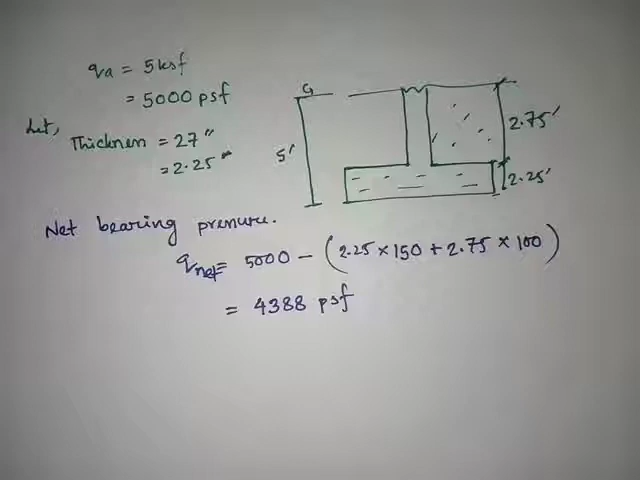 qa = 5ksf
= 5000 psf
Let,
Thickness = 27"
= 2.25"
G
5'
2.75'
2.25'
Net bearing pressure.
qnet = 5000 - (2.25 × 150 + 2.75 × 100)
= 4388 psf